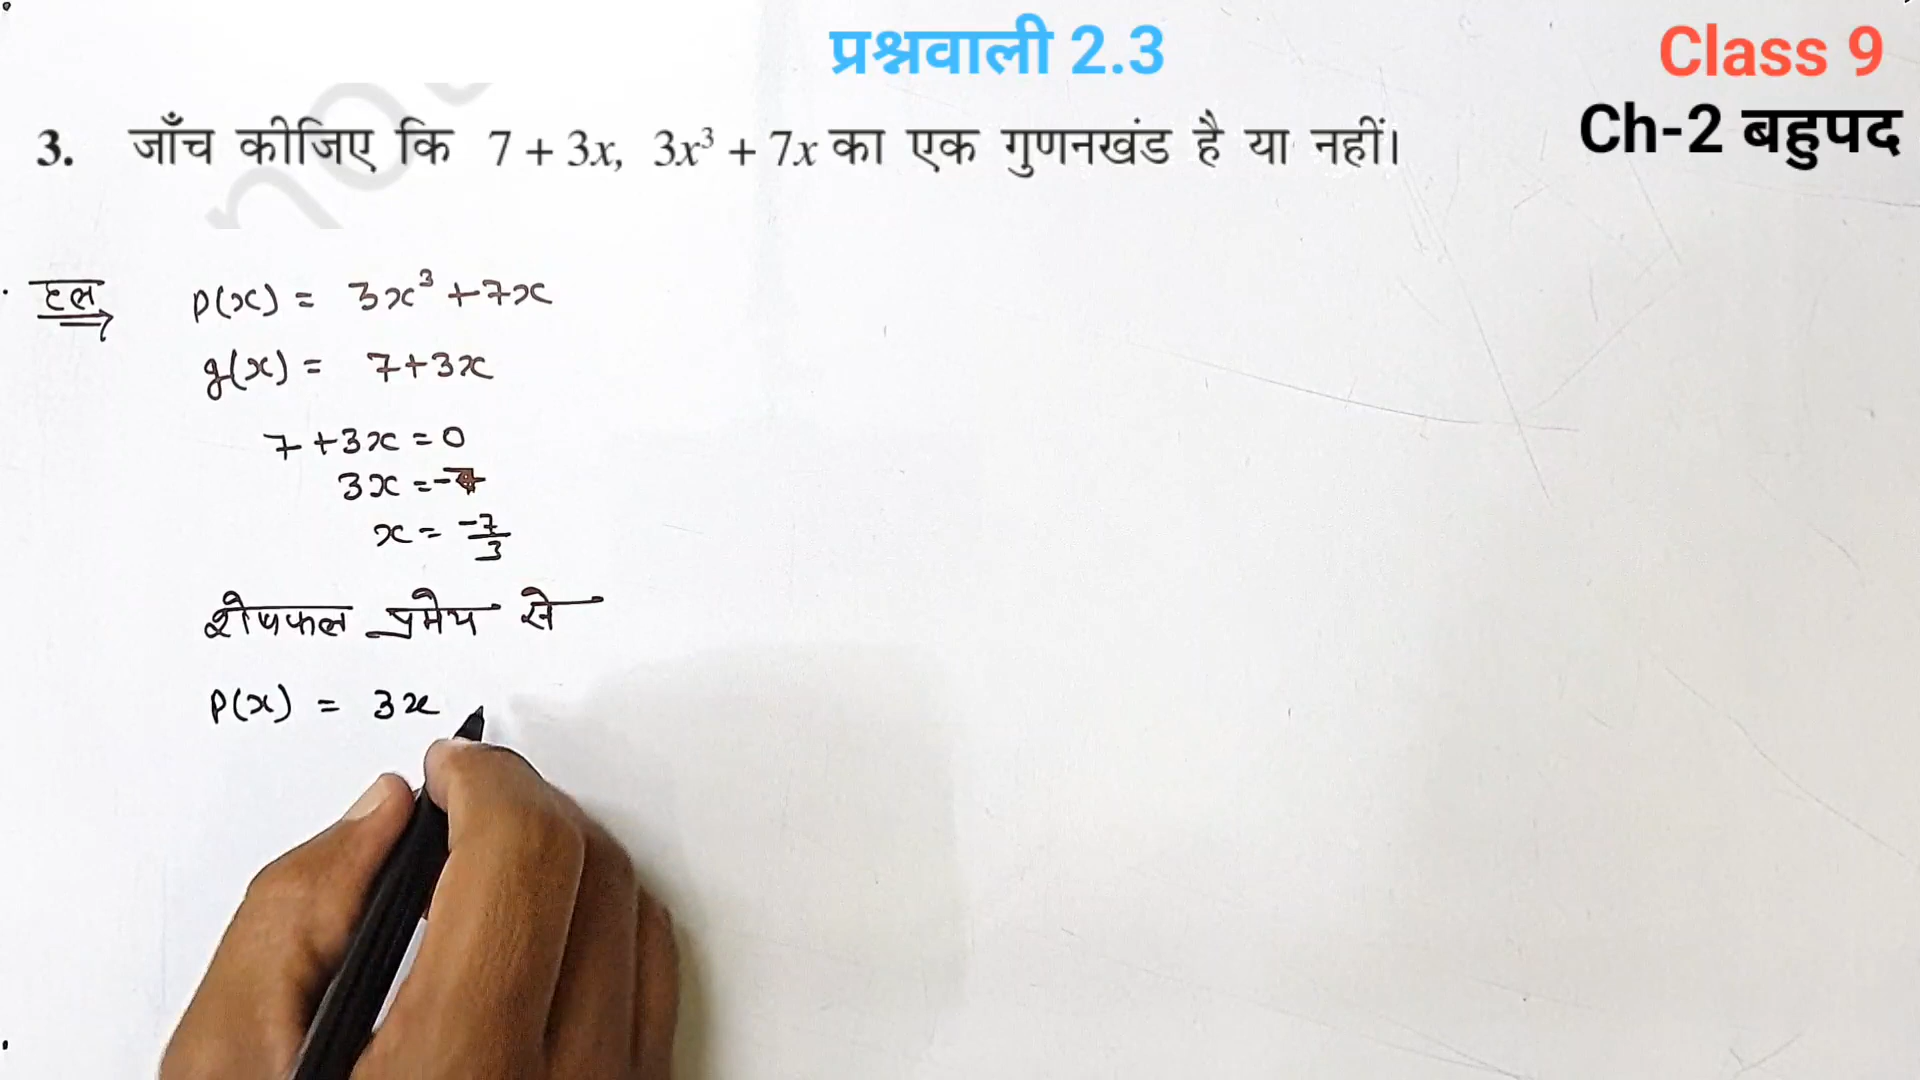 प्रश्नवाली 2.3
Class 9
Ch-2 बहुपद
3. जाँच कीजिए कि 7 + 3x, 3x³ + 7x का एक गुणनखंड है या नहीं।
हल
p(x) = 3x³ + 7x
g(x) = 7+3x
7 + 3x = 0
3x = -7
x = -7/3
शेषफल प्रमेय से
P(x) = 3x